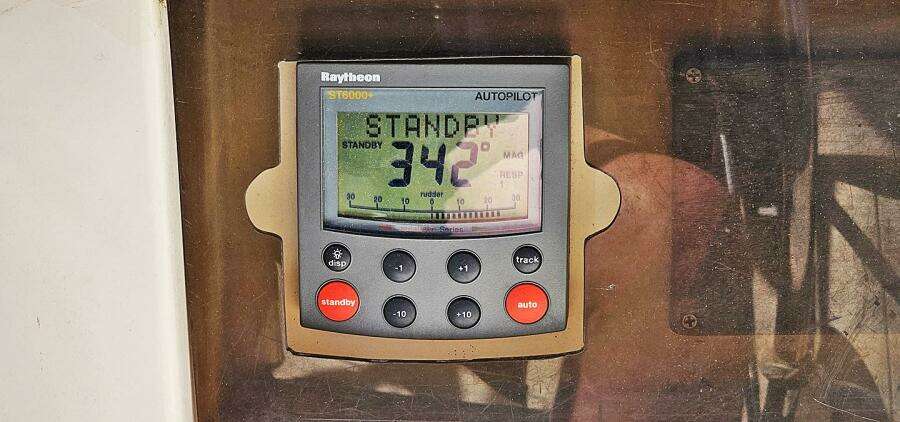 Raytheon
ST6000+ AUTOPILOT
STANDBY
STANDBY 342° MAG
RESP
1
rudder
30 20 10 0 10 20 30
disp -1 +1 track
standby -10 +10 auto